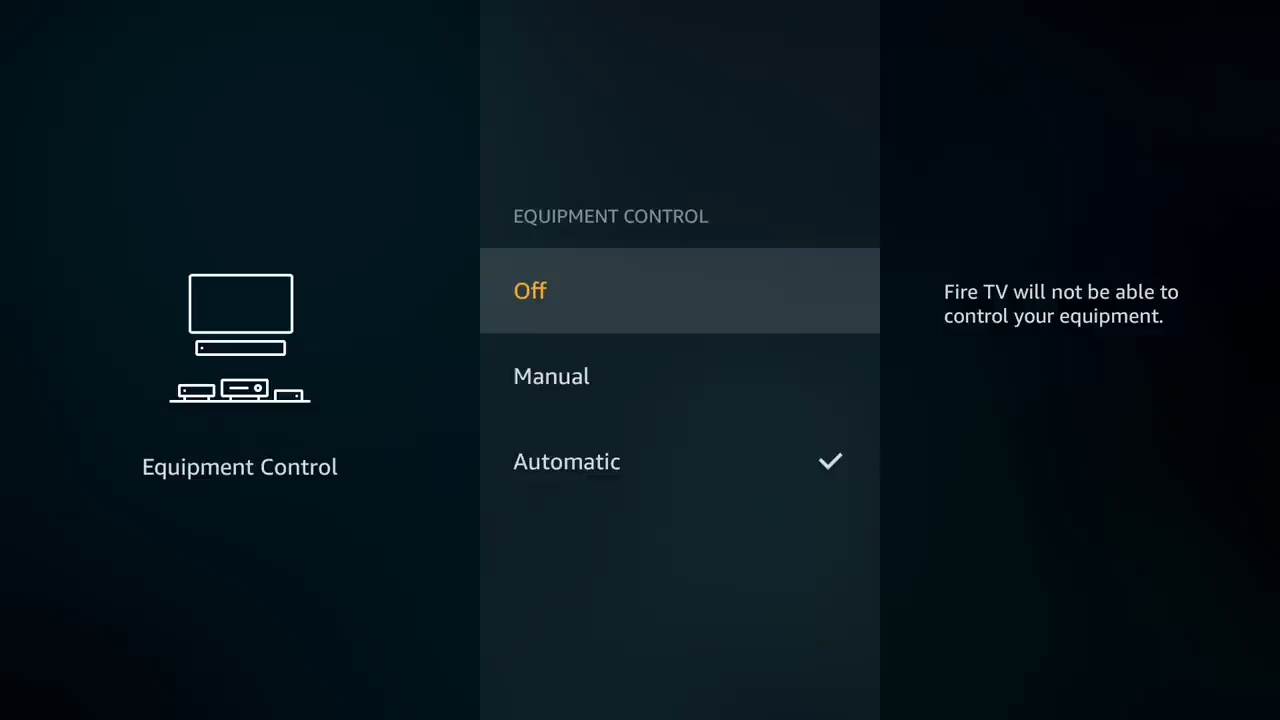 EQUIPMENT CONTROL
Off
Manual
Automatic
Equipment Control
Fire TV will not be able to
control your equipment.